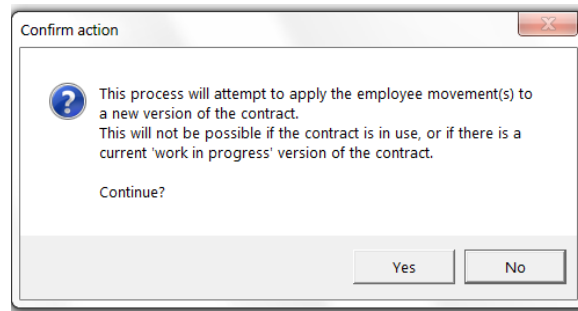 Confirm action
This process will attempt to apply the employee movement(s) to
a new version of the contract.
This will not be possible if the contract is in use, or if there is a
current 'work in progress' version of the contract.
Continue?
Yes
No